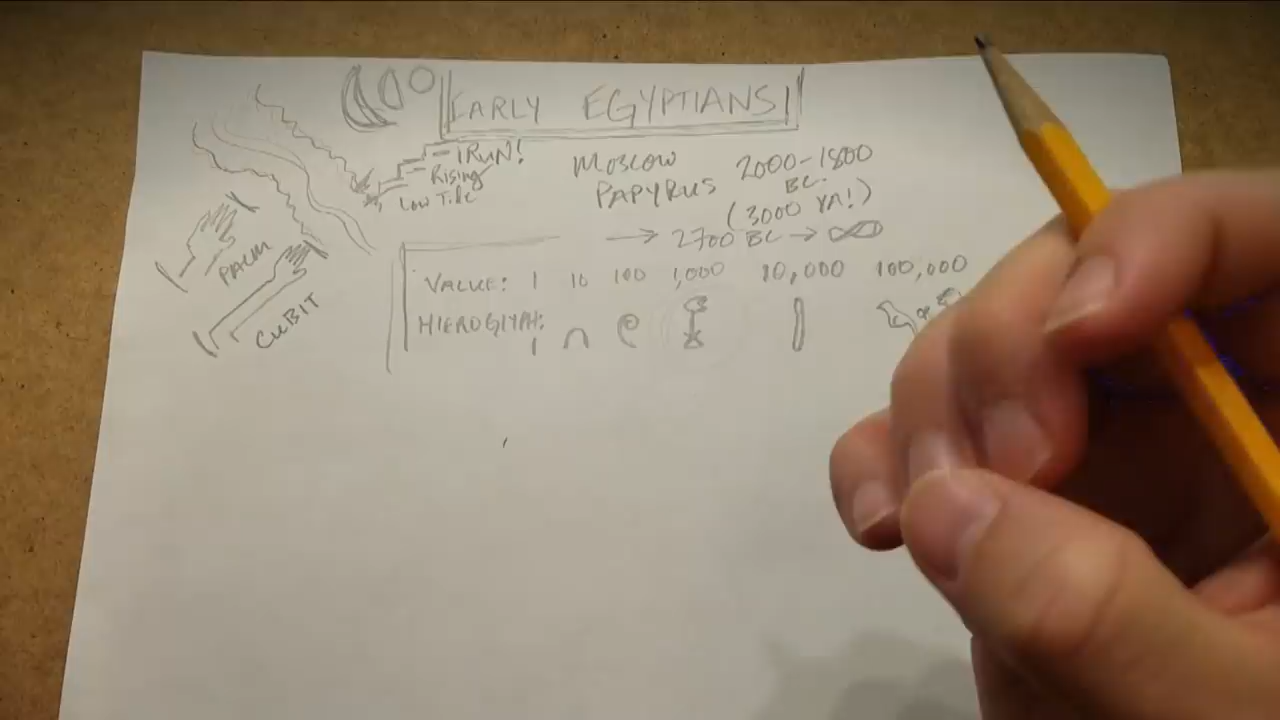 EARLY EGYPTIANS!
RUN!
Rising
Low Tide
PALM
CUBIT
MOSCOW
PAPYRUS
2000-1800
BC.
(3000 YA!)
→ 2700 BC → ∞
VALUE: 1 10 100 1,000 10,000 100,000
HIEROGLYPH: